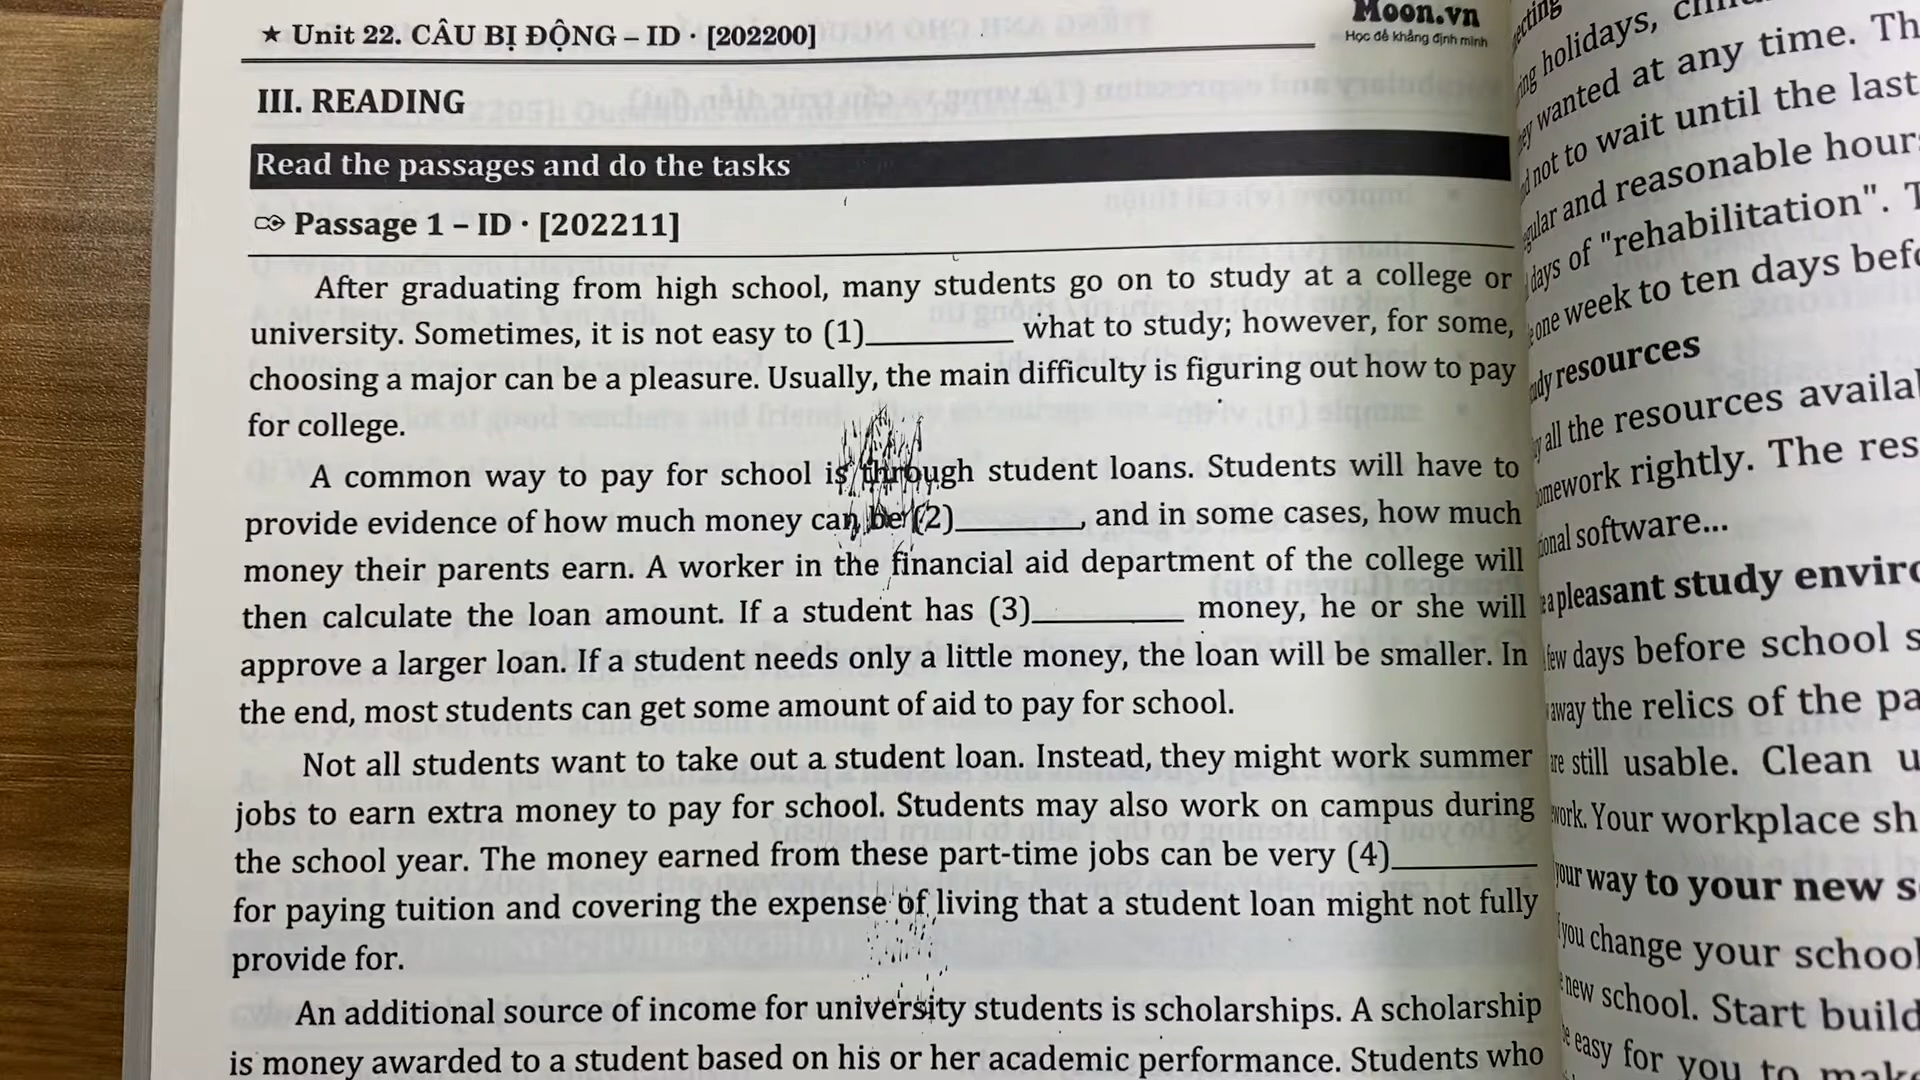 ★ Unit 22. CÂU BỊ ĐỘNG – ID · [202200]
Moon.vn
Học để khẳng định mình
III. READING
Read the passages and do the tasks
Passage 1 – ID · [202211]
After graduating from high school, many students go on to study at a college or
university. Sometimes, it is not easy to (1)__________ what to study; however, for some,
choosing a major can be a pleasure. Usually, the main difficulty is figuring out how to pay
for college.
A common way to pay for school is through student loans. Students will have to
provide evidence of how much money can be (2)_________, and in some cases, how much
money their parents earn. A worker in the financial aid department of the college will
then calculate the loan amount. If a student has (3)__________ money, he or she will
approve a larger loan. If a student needs only a little money, the loan will be smaller. In
the end, most students can get some amount of aid to pay for school.
Not all students want to take out a student loan. Instead, they might work summer
jobs to earn extra money to pay for school. Students may also work on campus during
the school year. The money earned from these part-time jobs can be very (4)__________
for paying tuition and covering the expense of living that a student loan might not fully
provide for.
An additional source of income for university students is scholarships. A scholarship
is money awarded to a student based on his or her academic performance. Students who
holidays,
wanted at any time.
not to wait until the last
and reasonable
days of "rehabilitation".
one week to ten days
resources
all the resources
rightly. The
software...
a pleasant study
few days before school
away the relics of the
are still usable. Clean
work. Your workplace
your way to your new
you change your school
new school. Start
easy for you to